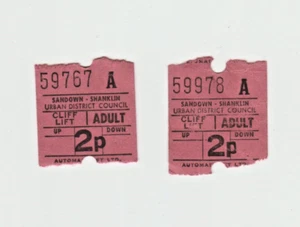 59767 A
SANDOWN - SHANKLIN
URBAN DISTRICT COUNCIL
CLIFF LIFT ADULT
UP DOWN
2p
59978 A
SANDOWN - SHANKLIN
URBAN DISTRICT COUNCIL
CLIFF LIFT ADULT
UP DOWN
2p